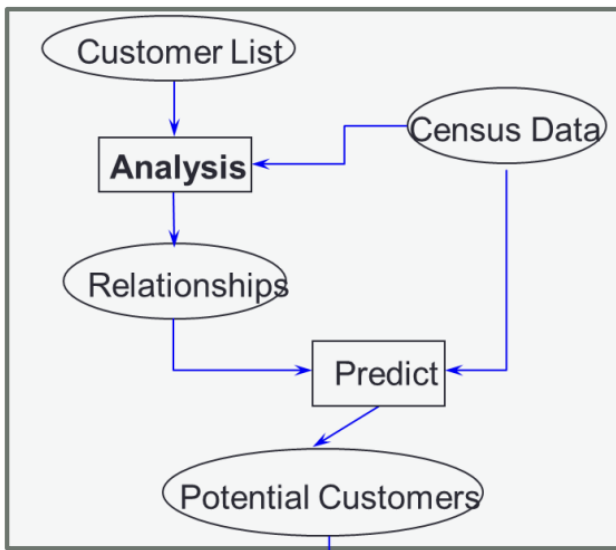 Customer List
Census Data
Analysis
Relationships
Predict
Potential Customers